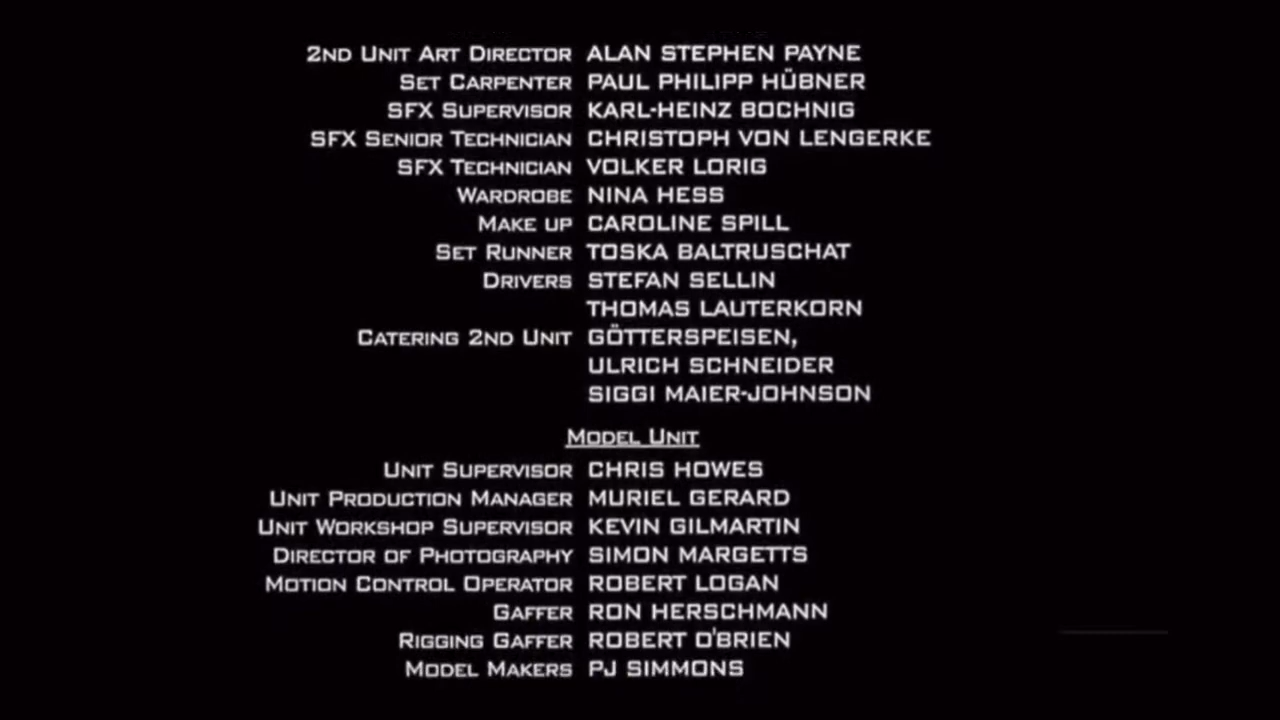 2nd Unit Art Director ALAN STEPHEN PAYNE
Set Carpenter PAUL PHILIPP HÜBNER
SFX Supervisor KARL-HEINZ BOCHNIG
SFX Senior Technician CHRISTOPH VON LENGERKE
SFX Technician VOLKER LORIG
Wardrobe NINA HESS
Make up CAROLINE SPILL
Set Runner TOSKA BALTRUSCHAT
Drivers STEFAN SELLIN
THOMAS LAUTERKORN
Catering 2nd Unit GÖTTERSPEISEN,
ULRICH SCHNEIDER
SIGGI MAIER-JOHNSON
Model Unit
Unit Supervisor CHRIS HOWES
Unit Production Manager MURIEL GERARD
Unit Workshop Supervisor KEVIN GILMARTIN
Director of Photography SIMON MARGETTS
Motion Control Operator ROBERT LOGAN
Gaffer RON HERSCHMANN
Rigging Gaffer ROBERT O'BRIEN
Model Makers PJ SIMMONS